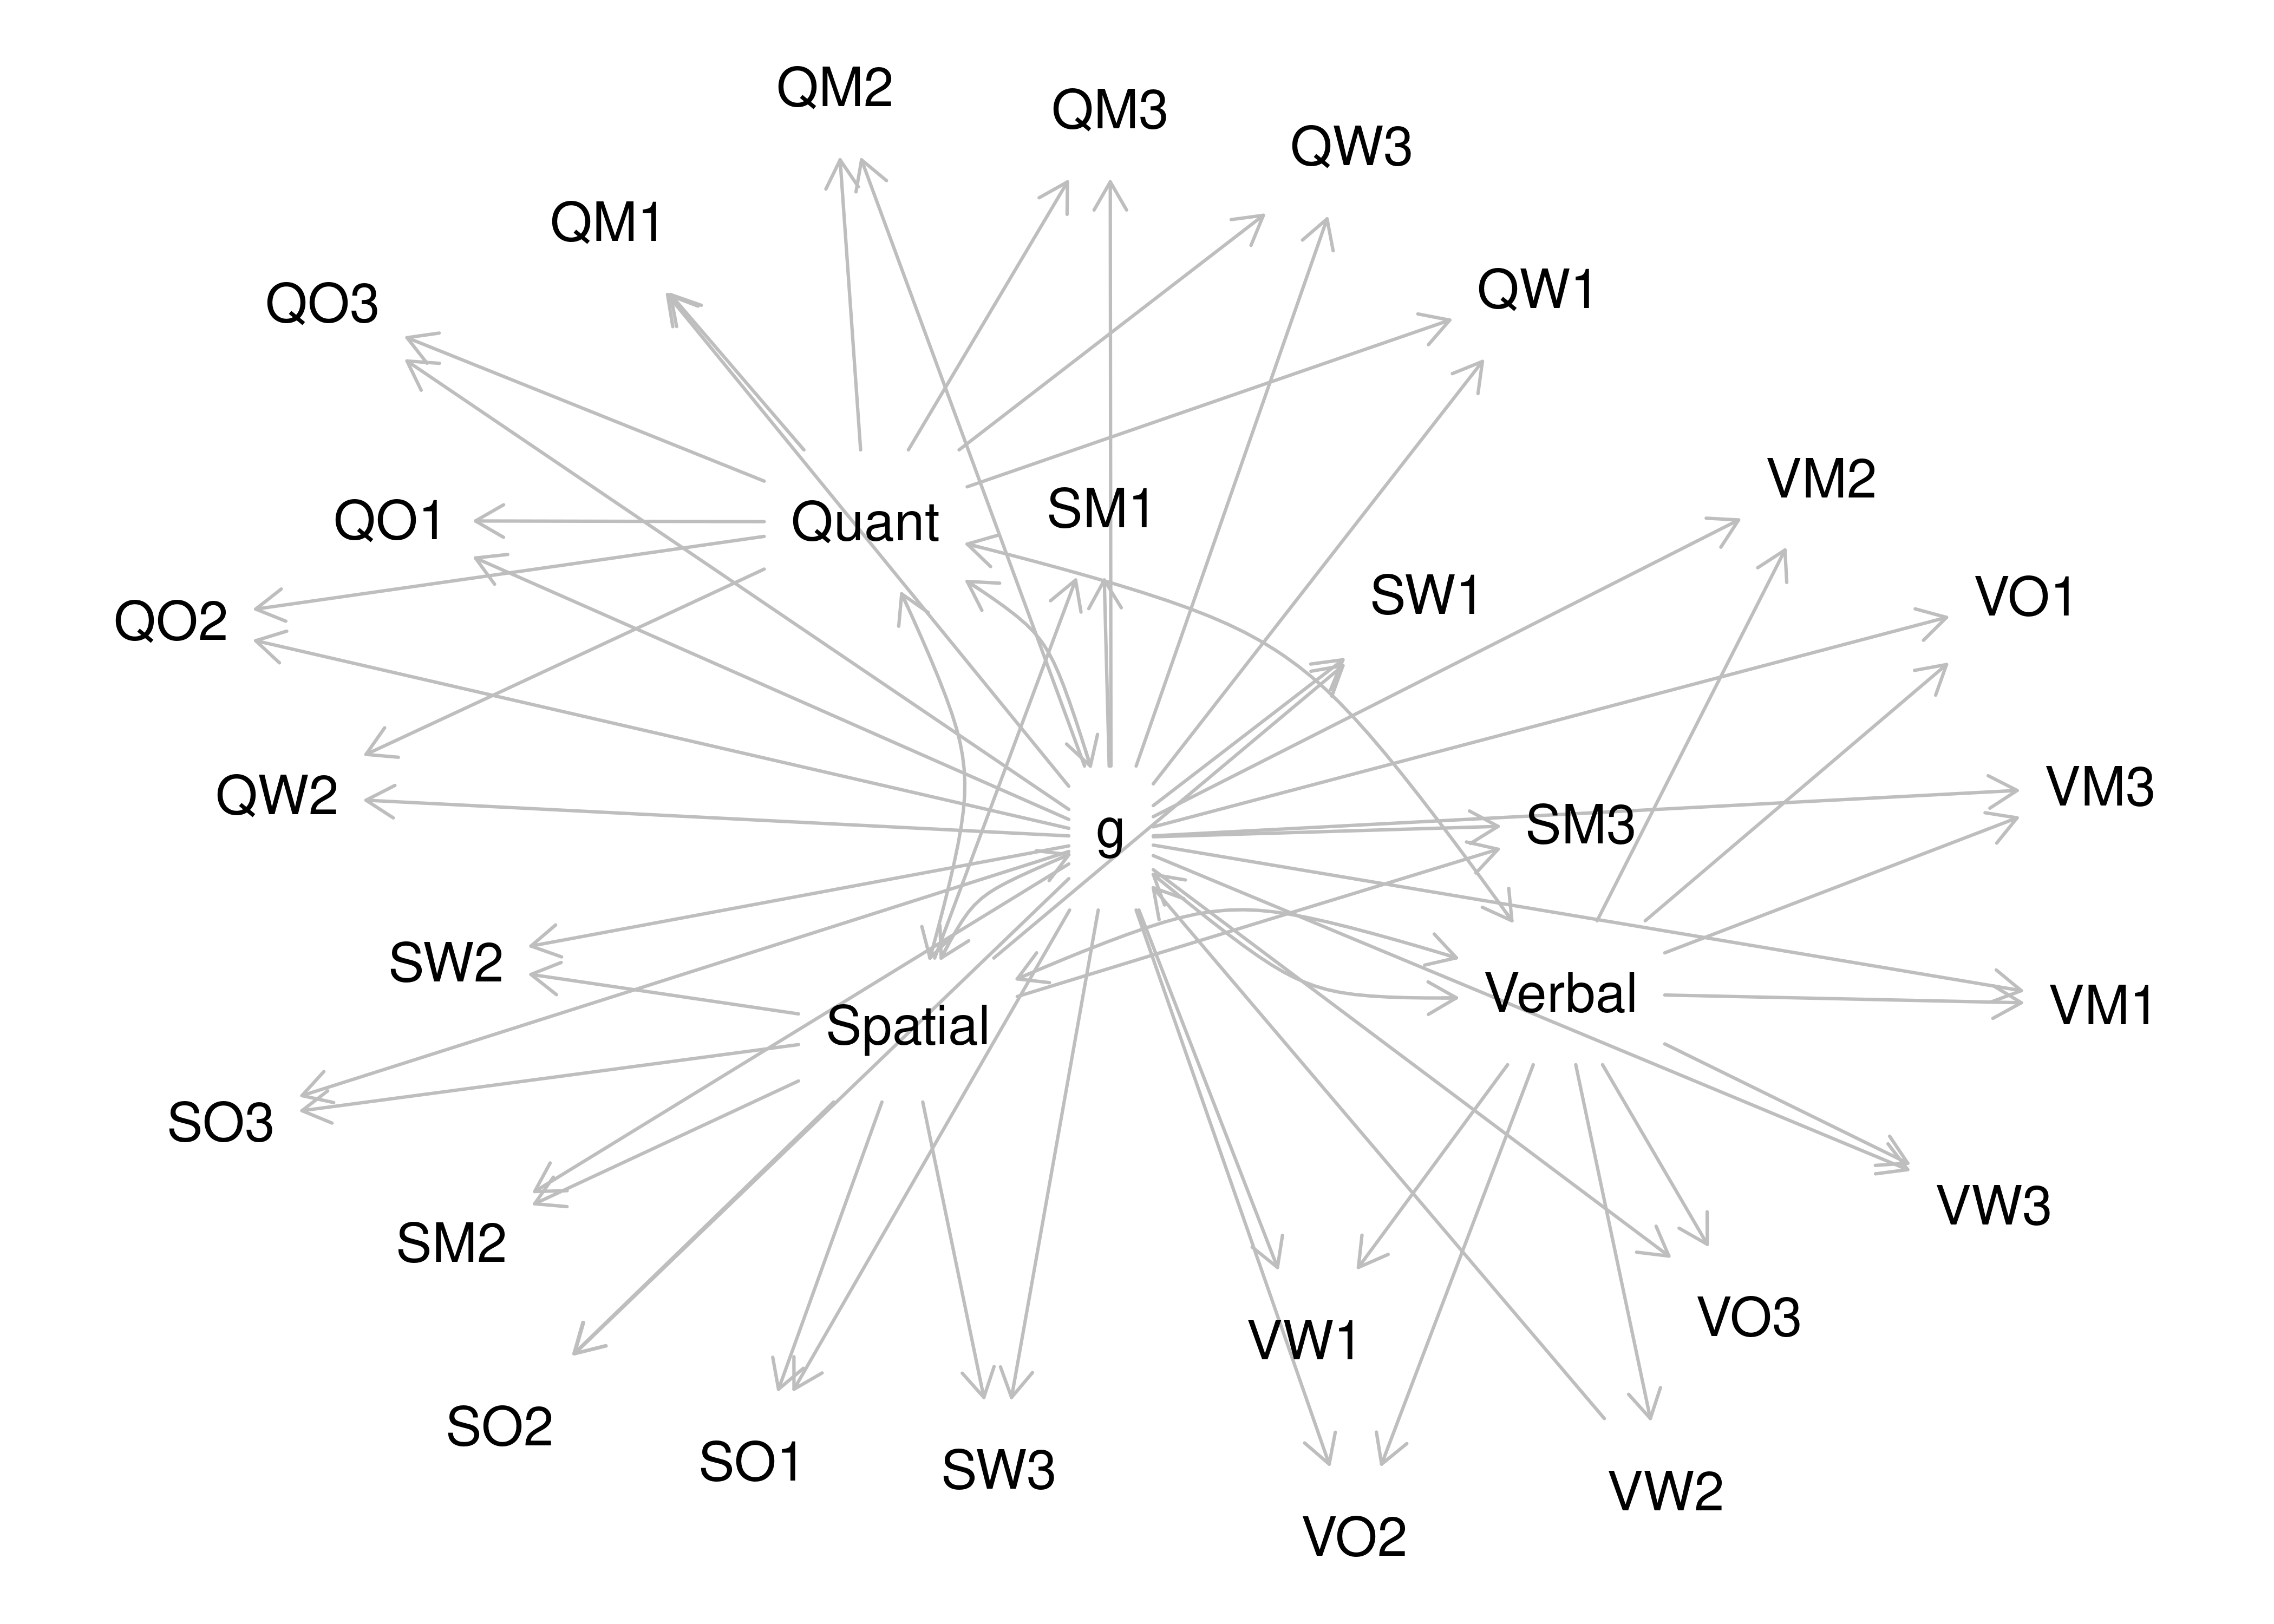 QM2
QM3
QW3
QM1
QW1
QO3
VM2
SM1
QO1
Quant
SW1
VO1
QO2
VM3
QW2
SM3
g
SW2
Verbal
VM1
Spatial
SO3
VW3
SM2
VO3
VW1
SO2
SO1
SW3
VW2
VO2